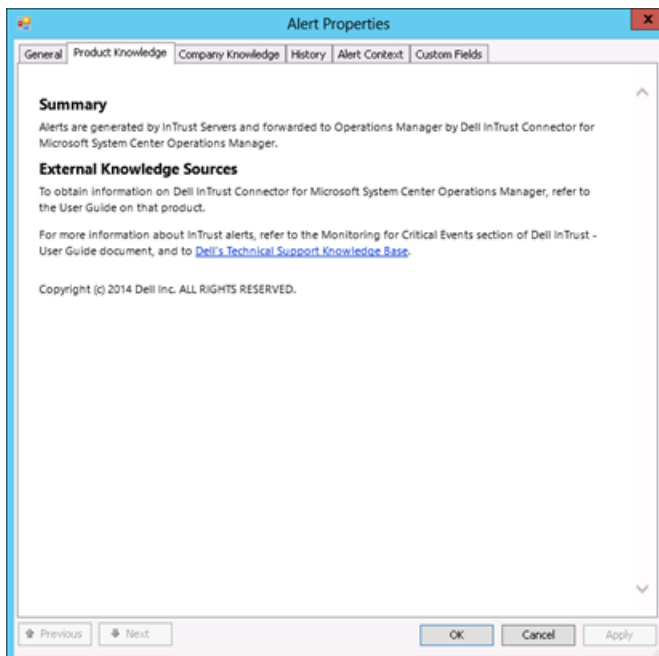 Alert Properties
x
General Product Knowledge Company Knowledge History Alert Context Custom Fields
Summary
Alerts are generated by InTrust Servers and forwarded to Operations Manager by Dell InTrust Connector for
Microsoft System Center Operations Manager.
External Knowledge Sources
To obtain information on Dell InTrust Connector for Microsoft System Center Operations Manager, refer to
the User Guide on that product.
For more information about InTrust alerts, refer to the Monitoring for Critical Events section of Dell InTrust -
User Guide document, and to Dell's Technical Support Knowledge Base.
Copyright (c) 2014 Dell Inc. ALL RIGHTS RESERVED.
Previous Next OK Cancel Apply